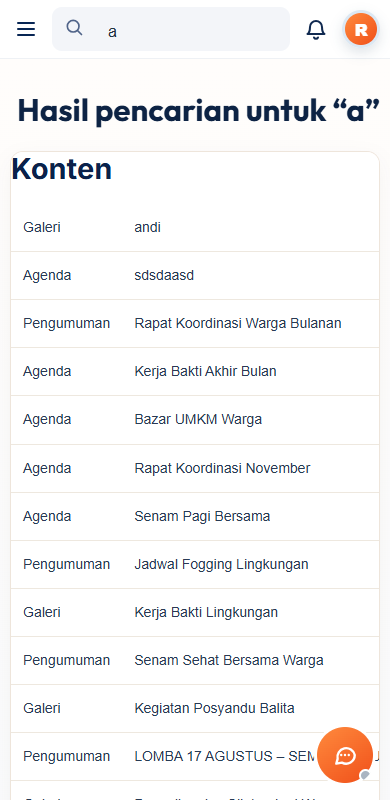 a
R
Hasil pencarian untuk “a”
Konten
Galeri andi
Agenda sdsdaasd
Pengumuman Rapat Koordinasi Warga Bulanan
Agenda Kerja Bakti Akhir Bulan
Agenda Bazar UMKM Warga
Agenda Rapat Koordinasi November
Agenda Senam Pagi Bersama
Pengumuman Jadwal Fogging Lingkungan
Galeri Kerja Bakti Lingkungan
Pengumuman Senam Sehat Bersama Warga
Galeri Kegiatan Posyandu Balita
Pengumuman LOMBA 17 AGUSTUS –